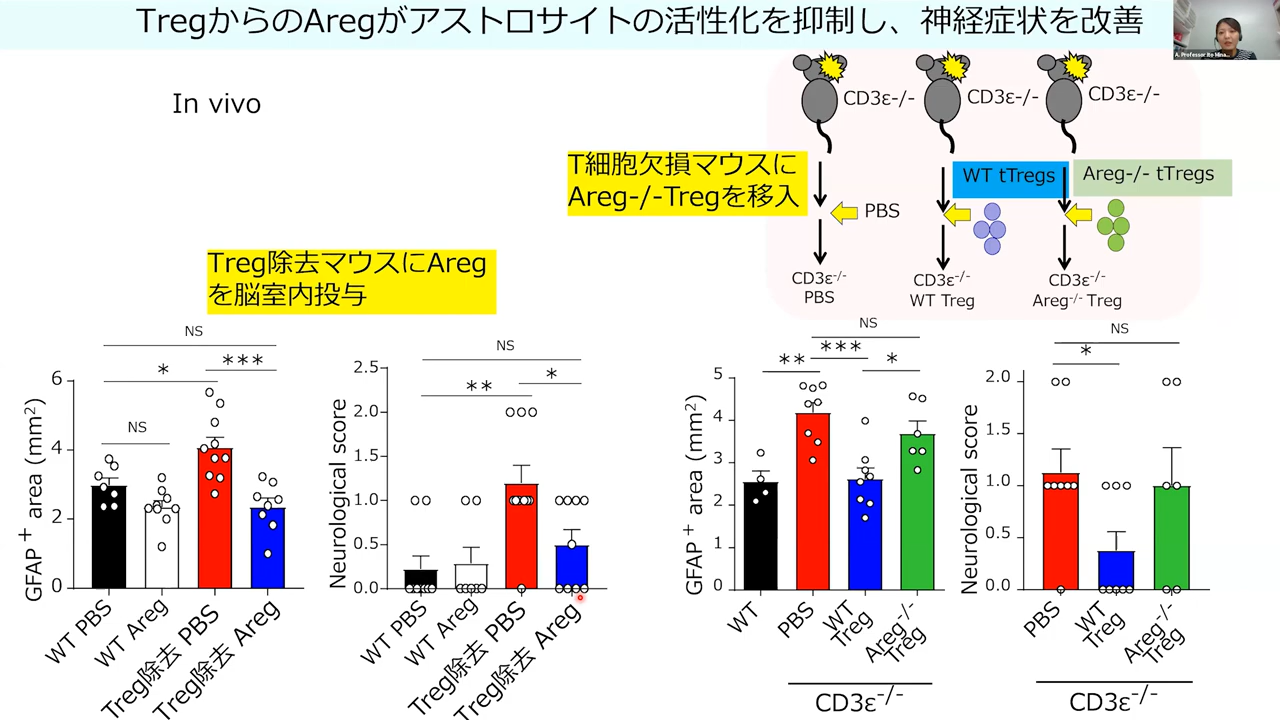 TregからのAregがアストロサイトの活性化を抑制し、神経症状を改善
A. Professor Ito Mina...
In vivo
CD3ε-/-
CD3ε-/-
CD3ε-/-
T細胞欠損マウスに
Areg-/-Tregを移入
WT tTregs
Areg-/- tTregs
PBS
CD3ε-/-
PBS
CD3ε-/-
WT Treg
CD3ε-/-
Areg-/- Treg
Treg除去マウスにAreg
を脳室内投与
NS
*
***
NS
6
4
2
0
GFAP+ area (mm2)
WT PBS
WT Areg
Treg除去 PBS
Treg除去 Areg
NS
**
*
2.5
2.0
1.5
1.0
0.5
0.0
Neurological score
WT PBS
WT Areg
Treg除去 PBS
Treg除去 Areg
NS
**
***
*
5
4
3
2
1
0
GFAP+ area (mm2)
WT
PBS
WT
Treg
Areg-/-
Treg
CD3ε-/-
NS
*
2.0
1.5
1.0
0.5
0.0
Neurological score
PBS
WT
Treg
Areg-/-
Treg
CD3ε-/-